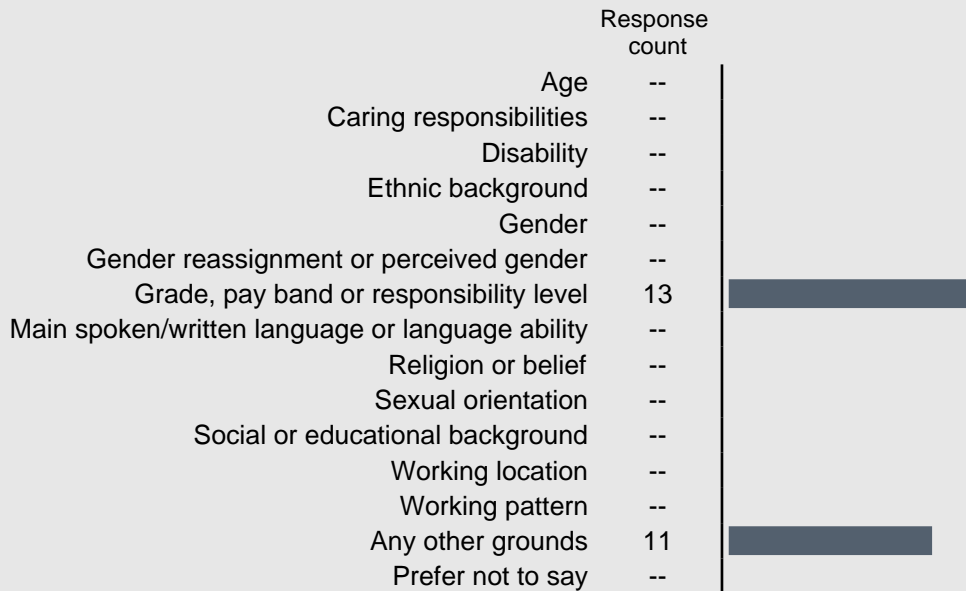 Response
count
Age --
Caring responsibilities --
Disability --
Ethnic background --
Gender --
Gender reassignment or perceived gender --
Grade, pay band or responsibility level 13
Main spoken/written language or language ability --
Religion or belief --
Sexual orientation --
Social or educational background --
Working location --
Working pattern --
Any other grounds 11
Prefer not to say --